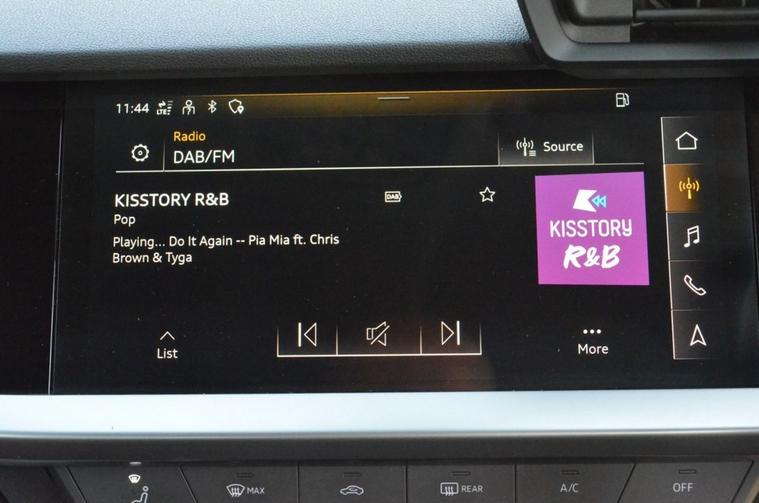 11:44
Radio
DAB/FM
Source
KISSTORY R&B
DAB
Pop
Playing... Do It Again -- Pia Mia ft. Chris
Brown & Tyga
KISSTORY
R&B
List
More
MAX
REAR
A/C
OFF